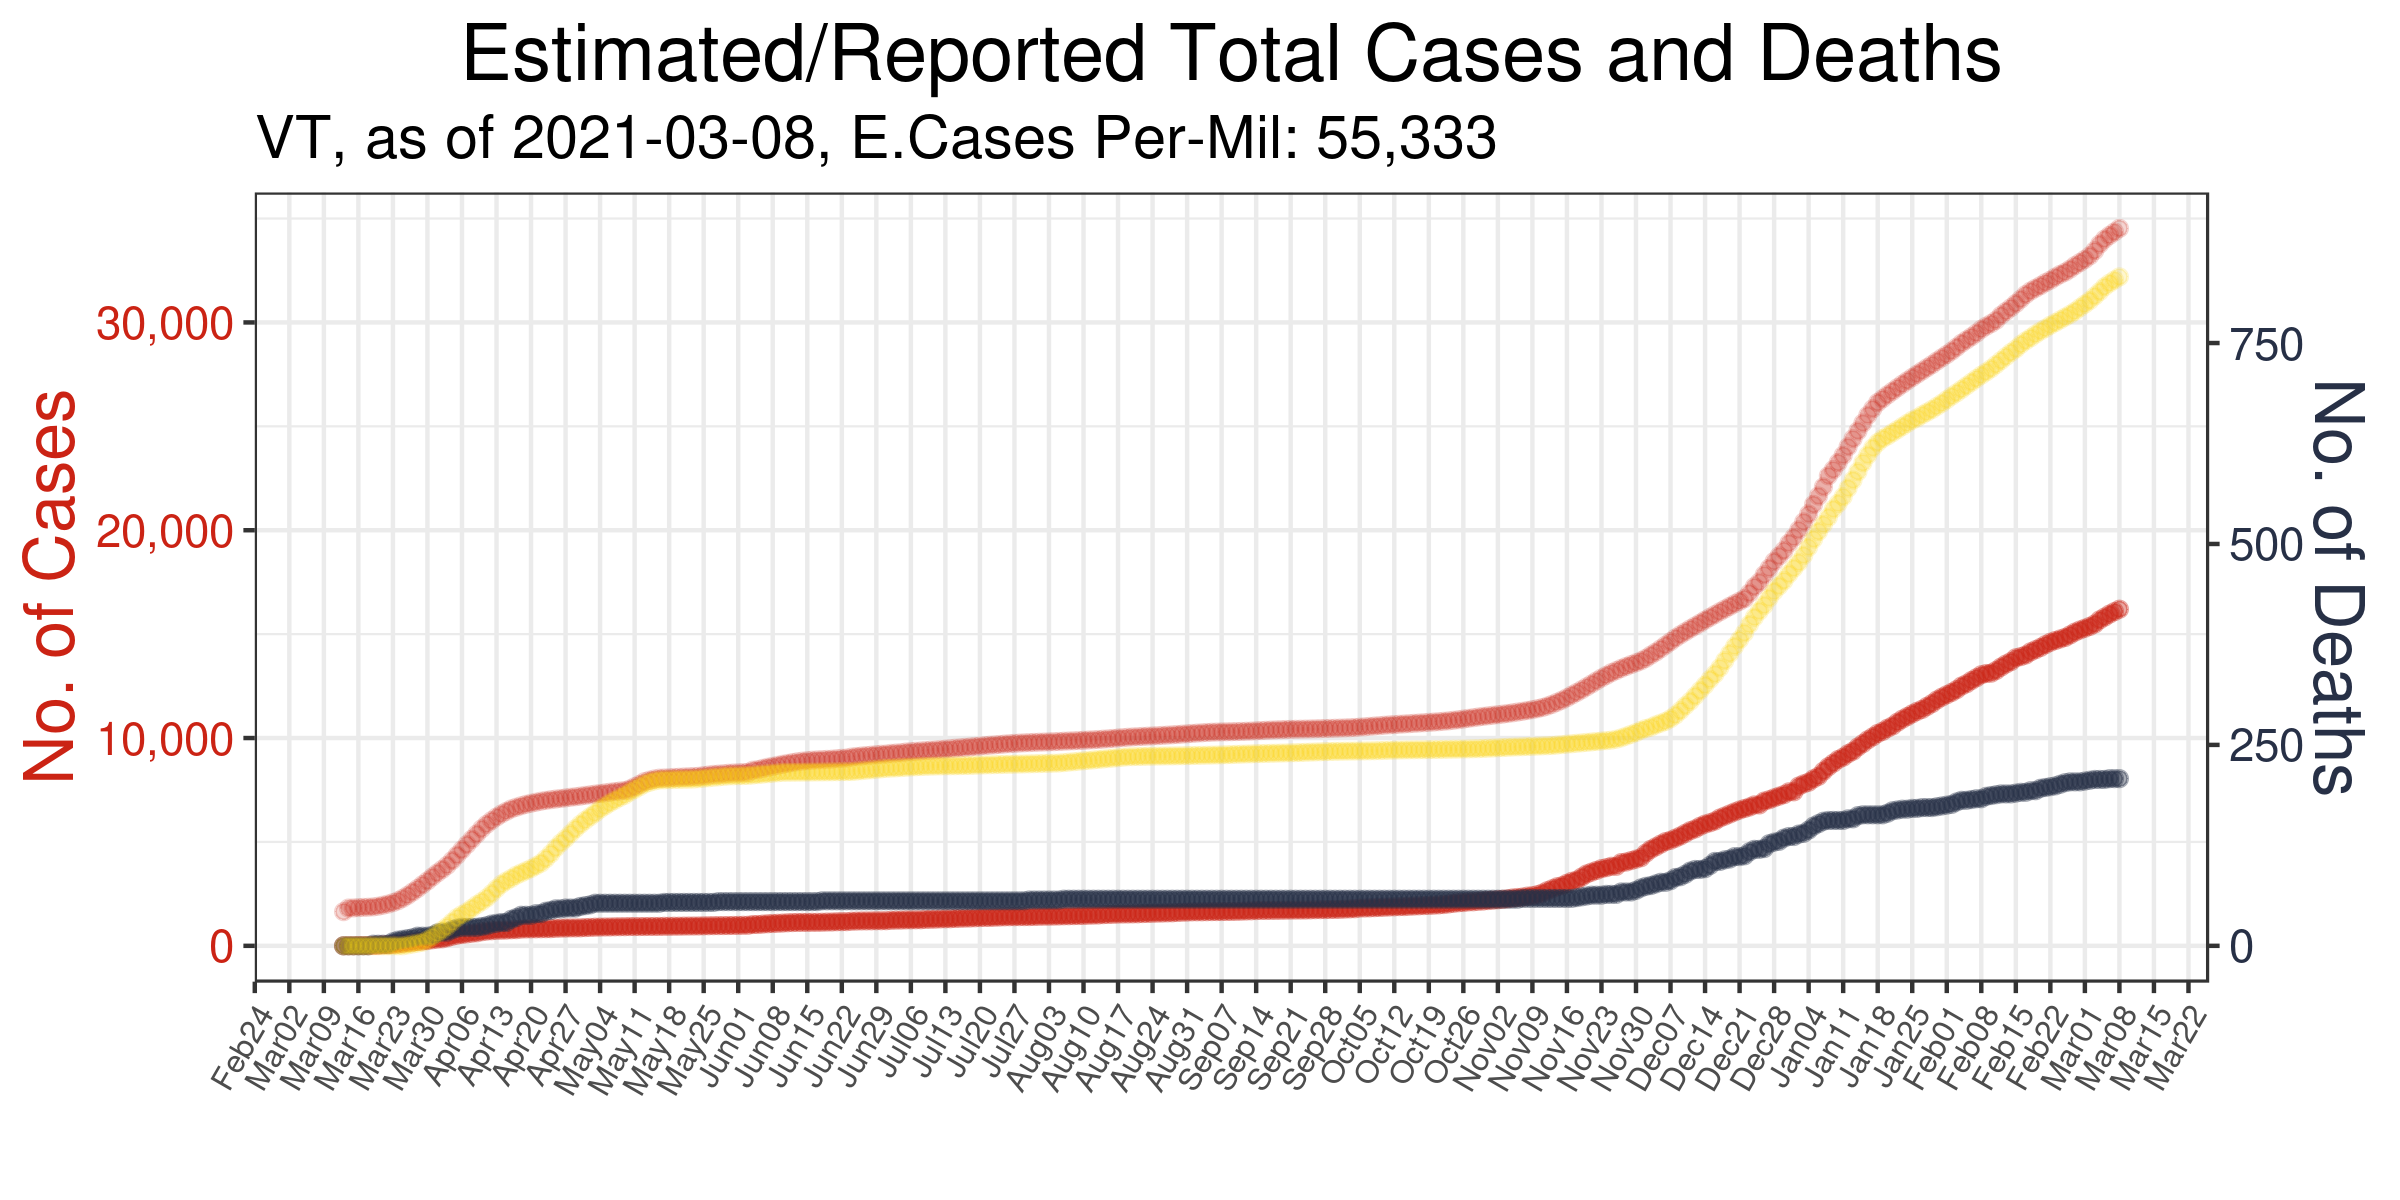 Estimated/Reported Total Cases and Deaths
VT, as of 2021-03-08, E.Cases Per-Mil: 55,333
No. of Cases
30,000
20,000
10,000
0
750
500
250
0
No. of Deaths
Feb24
Mar02
Mar09
Mar16
Mar23
Mar30
Apr06
Apr13
Apr20
Apr27
May04
May11
May18
May25
Jun01
Jun08
Jun15
Jun22
Jun29
Jul06
Jul13
Jul20
Jul27
Aug03
Aug10
Aug17
Aug24
Aug31
Sep07
Sep14
Sep21
Sep28
Oct05
Oct12
Oct19
Oct26
Nov02
Nov09
Nov16
Nov23
Nov30
Dec07
Dec14
Dec21
Dec28
Jan04
Jan11
Jan18
Jan25
Feb01
Feb08
Feb15
Feb22
Mar01
Mar08
Mar15
Mar22